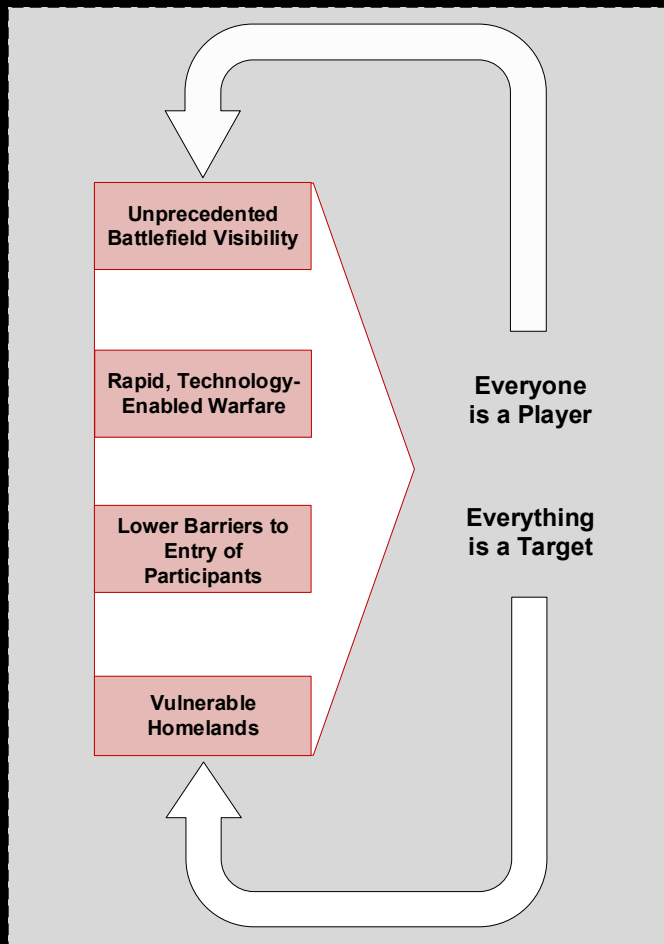 Unprecedented
Battlefield Visibility
Rapid, Technology-
Enabled Warfare
Lower Barriers to
Entry of
Participants
Vulnerable
Homelands
Everyone
is a Player
Everything
is a Target